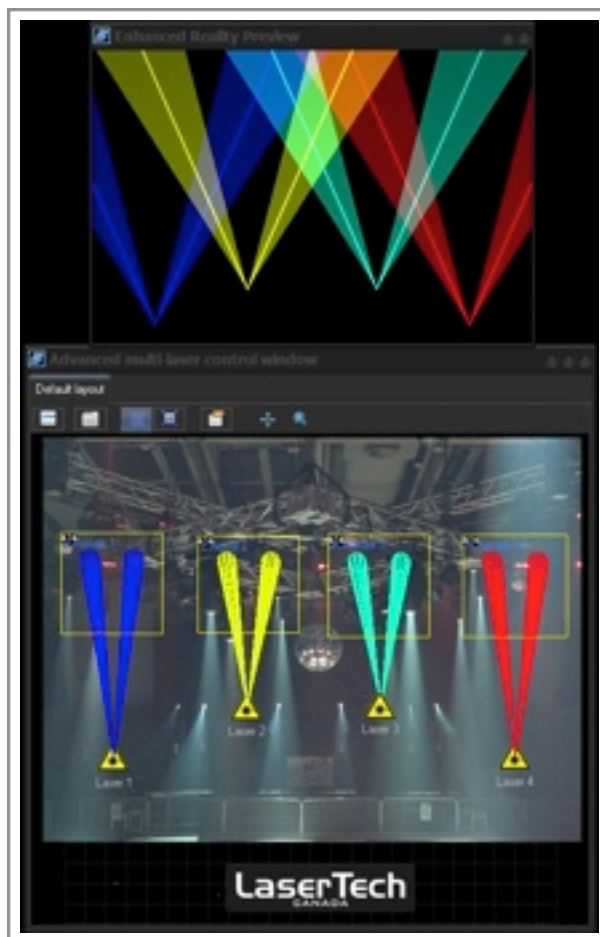 Enhanced Reality Preview
Advanced multi-laser control window
Default layout
Laser 1
Laser 2
Laser 3
Laser 4
LASERTECH
CANADA